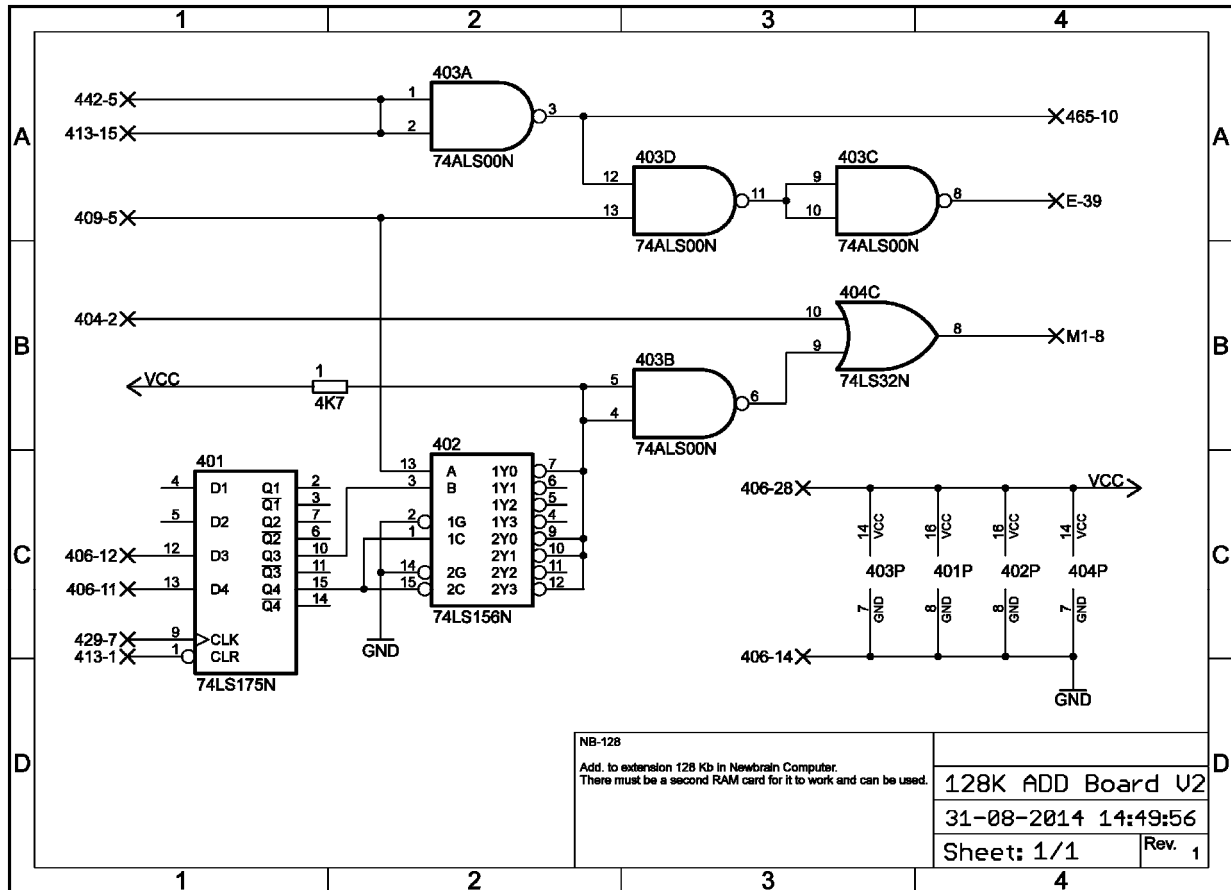 1 2 3 4
A
B
C
D
A
B
C
D
1 2 3 4
403A
442-5 1
413-15 2
3
465-10
74ALS00N
403D
12
13
11
74ALS00N
403C
9
10
8
E-39
74ALS00N
409-5
404-2
404C
10
9
8
M1-8
74LS32N
VCC
1
4K7
403B
5
4
6
74ALS00N
401
4 D1 Q1 2
Q1 3
5 D2 Q2 7
Q2 6
406-12 12 D3 Q3 10
Q3 11
406-11 13 D4 Q4 15
Q4 14
429-7 9 CLK
413-1 1 CLR
74LS175N
402
13 A 1Y0 7
3 B 1Y1 6
1Y2 5
2 1G 1Y3 4
1 1C 2Y0 9
2Y1 10
14 2G 2Y2 11
15 2C 2Y3 12
74LS156N
GND
406-28
VCC
14 VCC
16 VCC
16 VCC
14 VCC
403P 401P 402P 404P
7 GND
8 GND
8 GND
7 GND
406-14
GND
NB-128
Add. to extension 128 Kb in Newbrain Computer.
There must be a second RAM card for it to work and can be used.
128K ADD Board V2
31-08-2014 14:49:56
Sheet: 1/1
Rev. 1